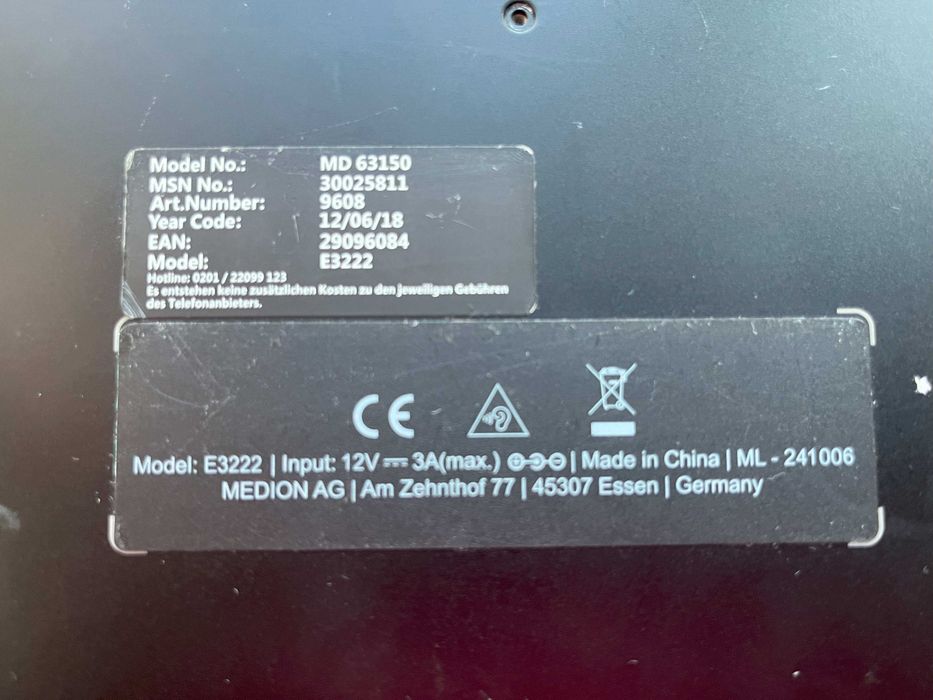 Model No.: MD 63150
MSN No.: 30025811
Art.Number: 9608
Year Code: 12/06/18
EAN: 29096084
Model: E3222
Hotline: 0201 / 22099 123
Es entstehen keine zusätzlichen Kosten zu den jeweiligen Gebühren
des Telefonanbieters.
CE
Model: E3222 | Input: 12V ⎓ 3A(max.) | Made in China | ML - 241006
MEDION AG | Am Zehnthof 77 | 45307 Essen | Germany